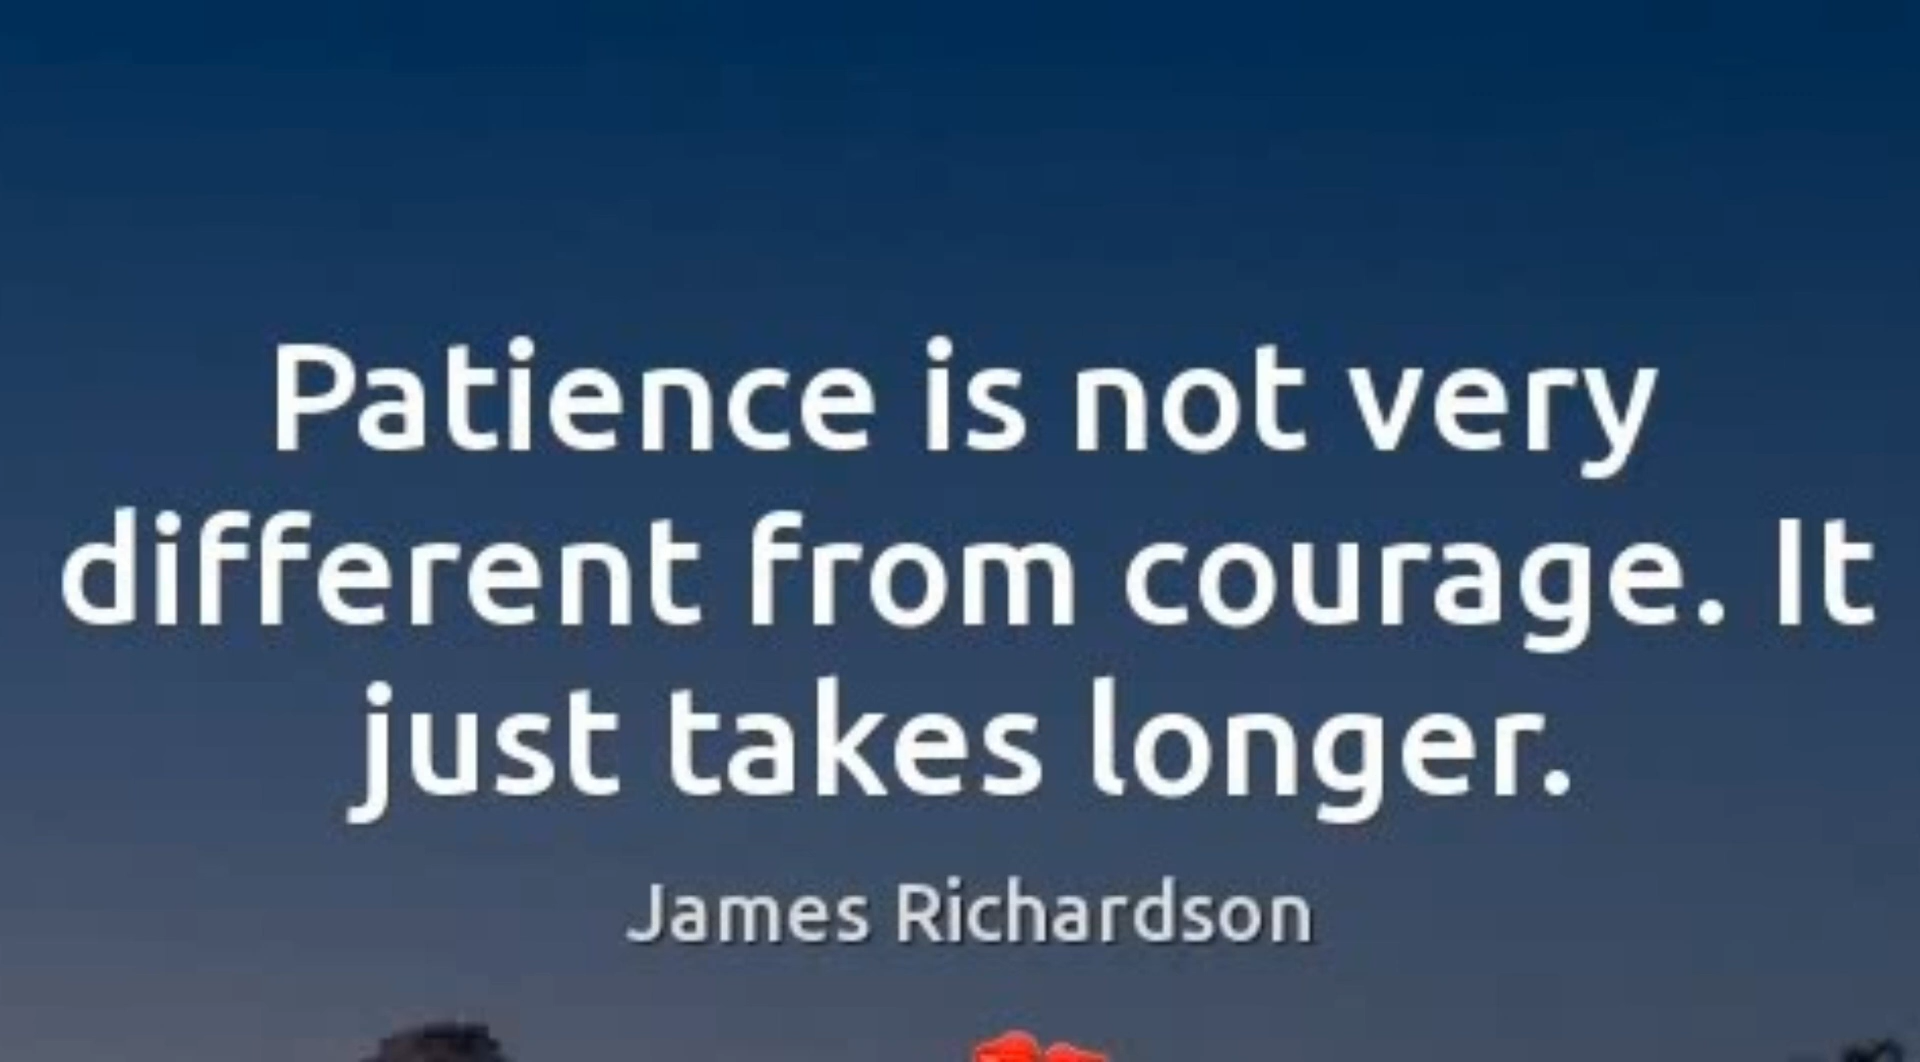 Patience is not very
different from courage. It
just takes longer.
James Richardson